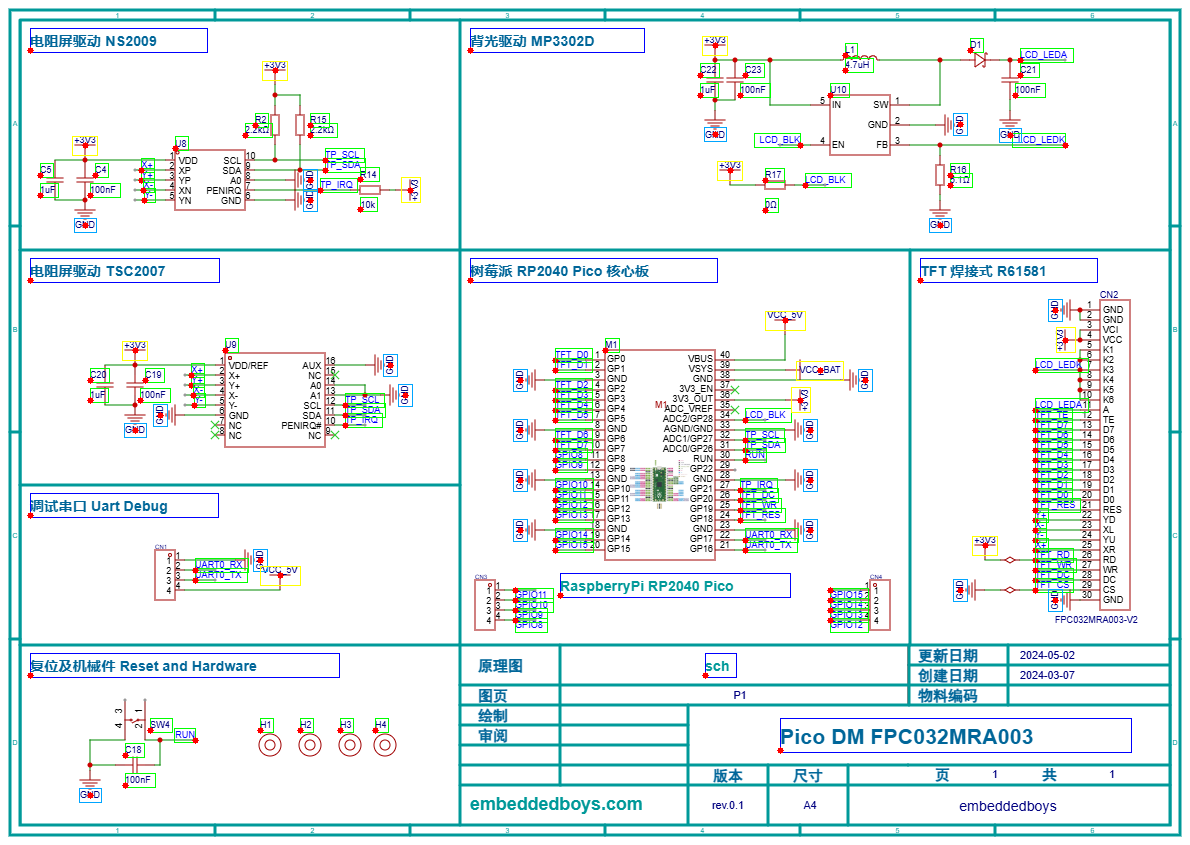 电阻屏驱动 NS2009
+3V3
R2
2.2kΩ
R15
2.2kΩ
+3V3
C5
1uF
C4
100nF
GND
X+
Y+
X-
Y-
U8
1 VDD
2 XP
3 YP
4 XN
5 YN
SCL 10
SDA 9
A0 8
PENIRQ 7
GND 6
TP_SCL
TP_SDA
GND
TP_IRQ
R14
10k
+3V3
GND
背光驱动 MP3302D
+3V3
C22
1uF
C23
100nF
GND
L1
4.7uH
D1
LCD_LEDA
C21
100nF
GND
LCD_LEDK
U10
5 IN
4 EN
SW 1
GND 2
FB 3
GND
LCD_BLK
+3V3
R17
0Ω
LCD_BLK
R16
5.1Ω
GND
电阻屏驱动 TSC2007
+3V3
C20
1uF
C19
100nF
GND
X+
Y+
X-
Y-
GND
U9
1 VDD/REF
2 X+
3 Y+
4 X-
5 Y-
6 GND
7 NC
8 NC
AUX 16
NC 15
A0 14
A1 13
SCL 12
SDA 11
PENIRQ# 10
NC 9
GND
GND
TP_SCL
TP_SDA
TP_IRQ
树莓派 RP2040 Pico 核心板
VCC_5V
VCC_BAT
GND
+3V3
M1
M1
TFT_D0 1 GP0
TFT_D1 2 GP1
GND 3 GND
TFT_D2 4 GP2
TFT_D3 5 GP3
TFT_D4 6 GP4
TFT_D5 7 GP5
GND 8 GND
TFT_D6 9 GP6
TFT_D7 10 GP7
GPIO8 11 GP8
GPIO9 12 GP9
GND 13 GND
GPIO10 14 GP10
GPIO11 15 GP11
GPIO12 16 GP12
GPIO13 17 GP13
GND 18 GND
GPIO14 19 GP14
GPIO15 20 GP15
VBUS 40
VSYS 39
GND 38
3V3_EN 37
3V3_OUT 36
ADC_VREF 35
ADC2/GP28 34 LCD_BLK
AGND/GND 33 GND
ADC1/GP27 32 TP_SCL
ADC0/GP26 31 TP_SDA
RUN 30 RUN
GP22 29
GND 28 GND
GP21 27 TP_IRQ
GP20 26 TFT_DC
GP19 25 TFT_WR
GP18 24 TFT_RES
GND 23 GND
GP17 22 UART0_RX
GP16 21 UART0_TX
RaspberryPi RP2040 Pico
CN3
1
2
3
4
GPIO11
GPIO10
GPIO9
GPIO8
CN4
1
2
3
4
GPIO15
GPIO14
GPIO13
GPIO12
TFT 焊接式 R61581
CN2
GND
1 GND
2 GND
+3V3
3 VCI
4 VCC
5 K1
6 K2
LCD_LEDK
7 K3
8 K4
9 K5
10 K6
LCD_LEDA 11 A
TFT_TE 12 TE
TFT_D7 13 D7
TFT_D6 14 D6
TFT_D5 15 D5
TFT_D4 16 D4
TFT_D3 17 D3
TFT_D2 18 D2
TFT_D1 19 D1
TFT_D0 20 D0
TFT_RES 21 RES
Y+ 22 YD
X- 23 XL
Y- 24 YU
X+ 25 XR
TFT_RD 26 RD
TFT_WR 27 WR
TFT_DC 28 DC
TFT_CS 29 CS
GND 30 GND
+3V3
GND
FPC032MRA003-V2
调试串口 Uart Debug
CN1
1
2
3
4
GND
UART0_RX
UART0_TX
VCC_5V
复位及机械件 Reset and Hardware
SW4
RUN
C18
100nF
GND
H1
H2
H3
H4
原理图
sch
更新日期 2024-05-02
创建日期 2024-03-07
图页 P1
物料编码
绘制
审阅
Pico DM FPC032MRA003
版本 尺寸 页 1 共 1
embeddedboys.com
rev.0.1 A4 embeddedboys